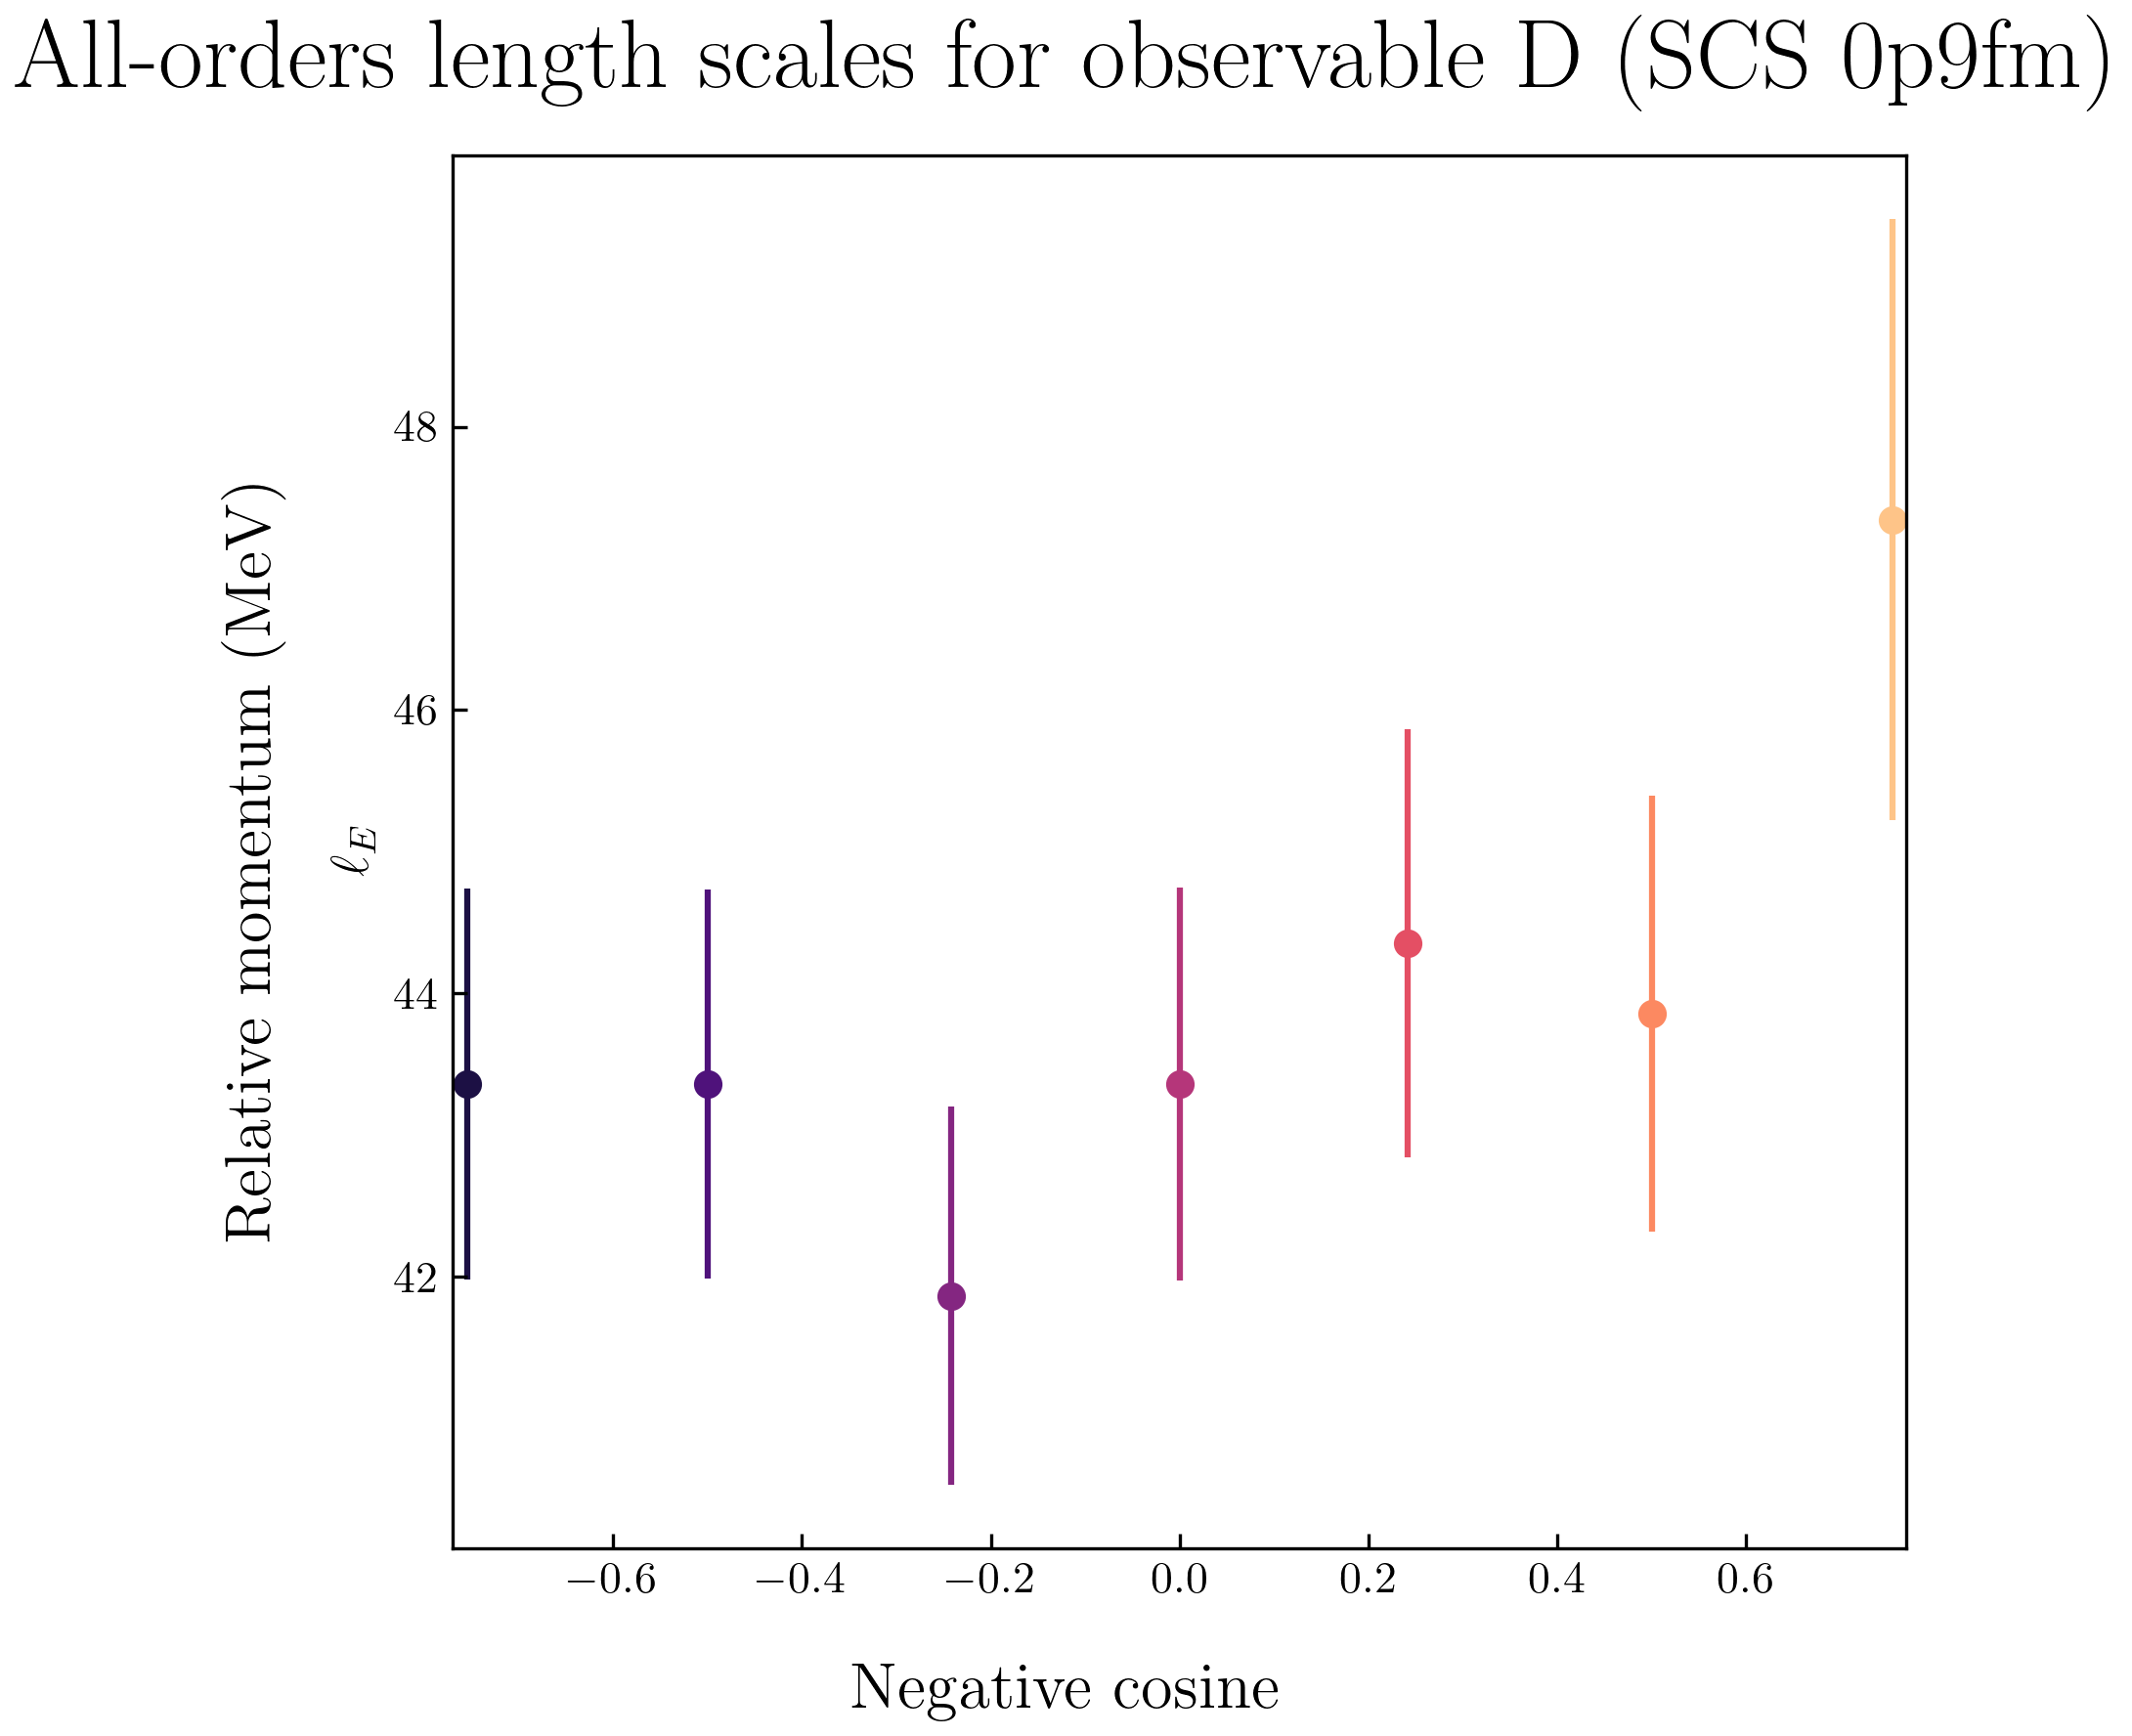 All-orders length scales for observable D (SCS 0p9fm)
Relative momentum (MeV)
ℓ_E
48
46
44
42
−0.6 −0.4 −0.2 0.0 0.2 0.4 0.6
Negative cosine